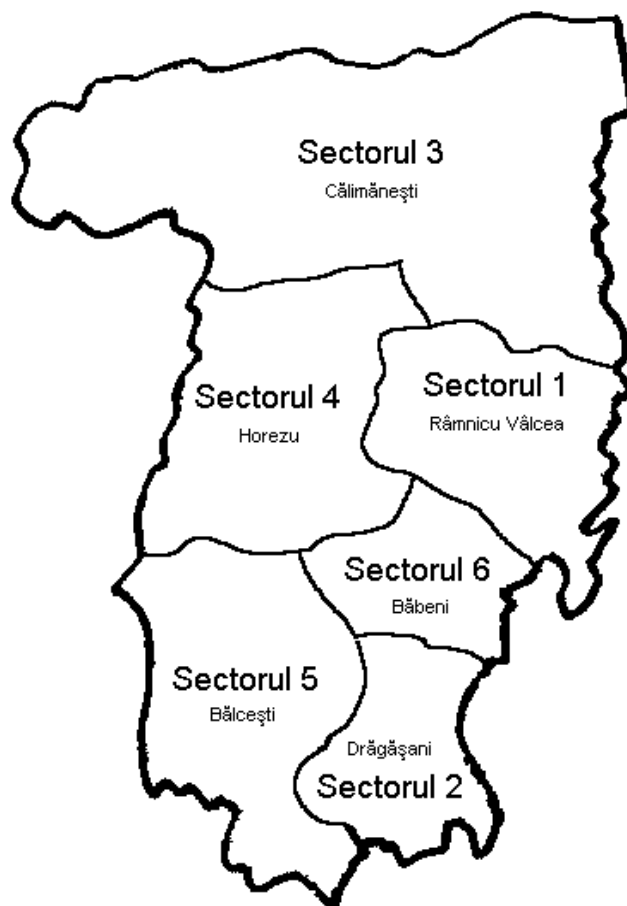 Sectorul 3
Călimăneşti
Sectorul 1
Râmnicu Vâlcea
Sectorul 4
Horezu
Sectorul 6
Băbeni
Sectorul 5
Bălceşti
Drăgăşani
Sectorul 2